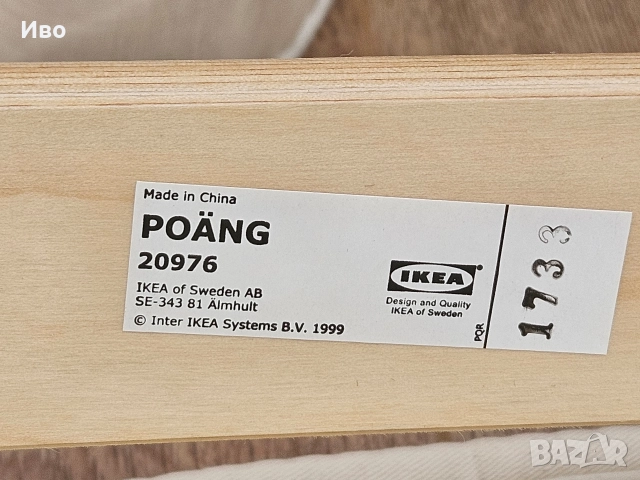 Иво
Made in China
POÄNG
20976
IKEA of Sweden AB
SE-343 81 Älmhult
© Inter IKEA Systems B.V. 1999
IKEA®
Design and Quality
IKEA of Sweden
PQR
1733
BAZAR